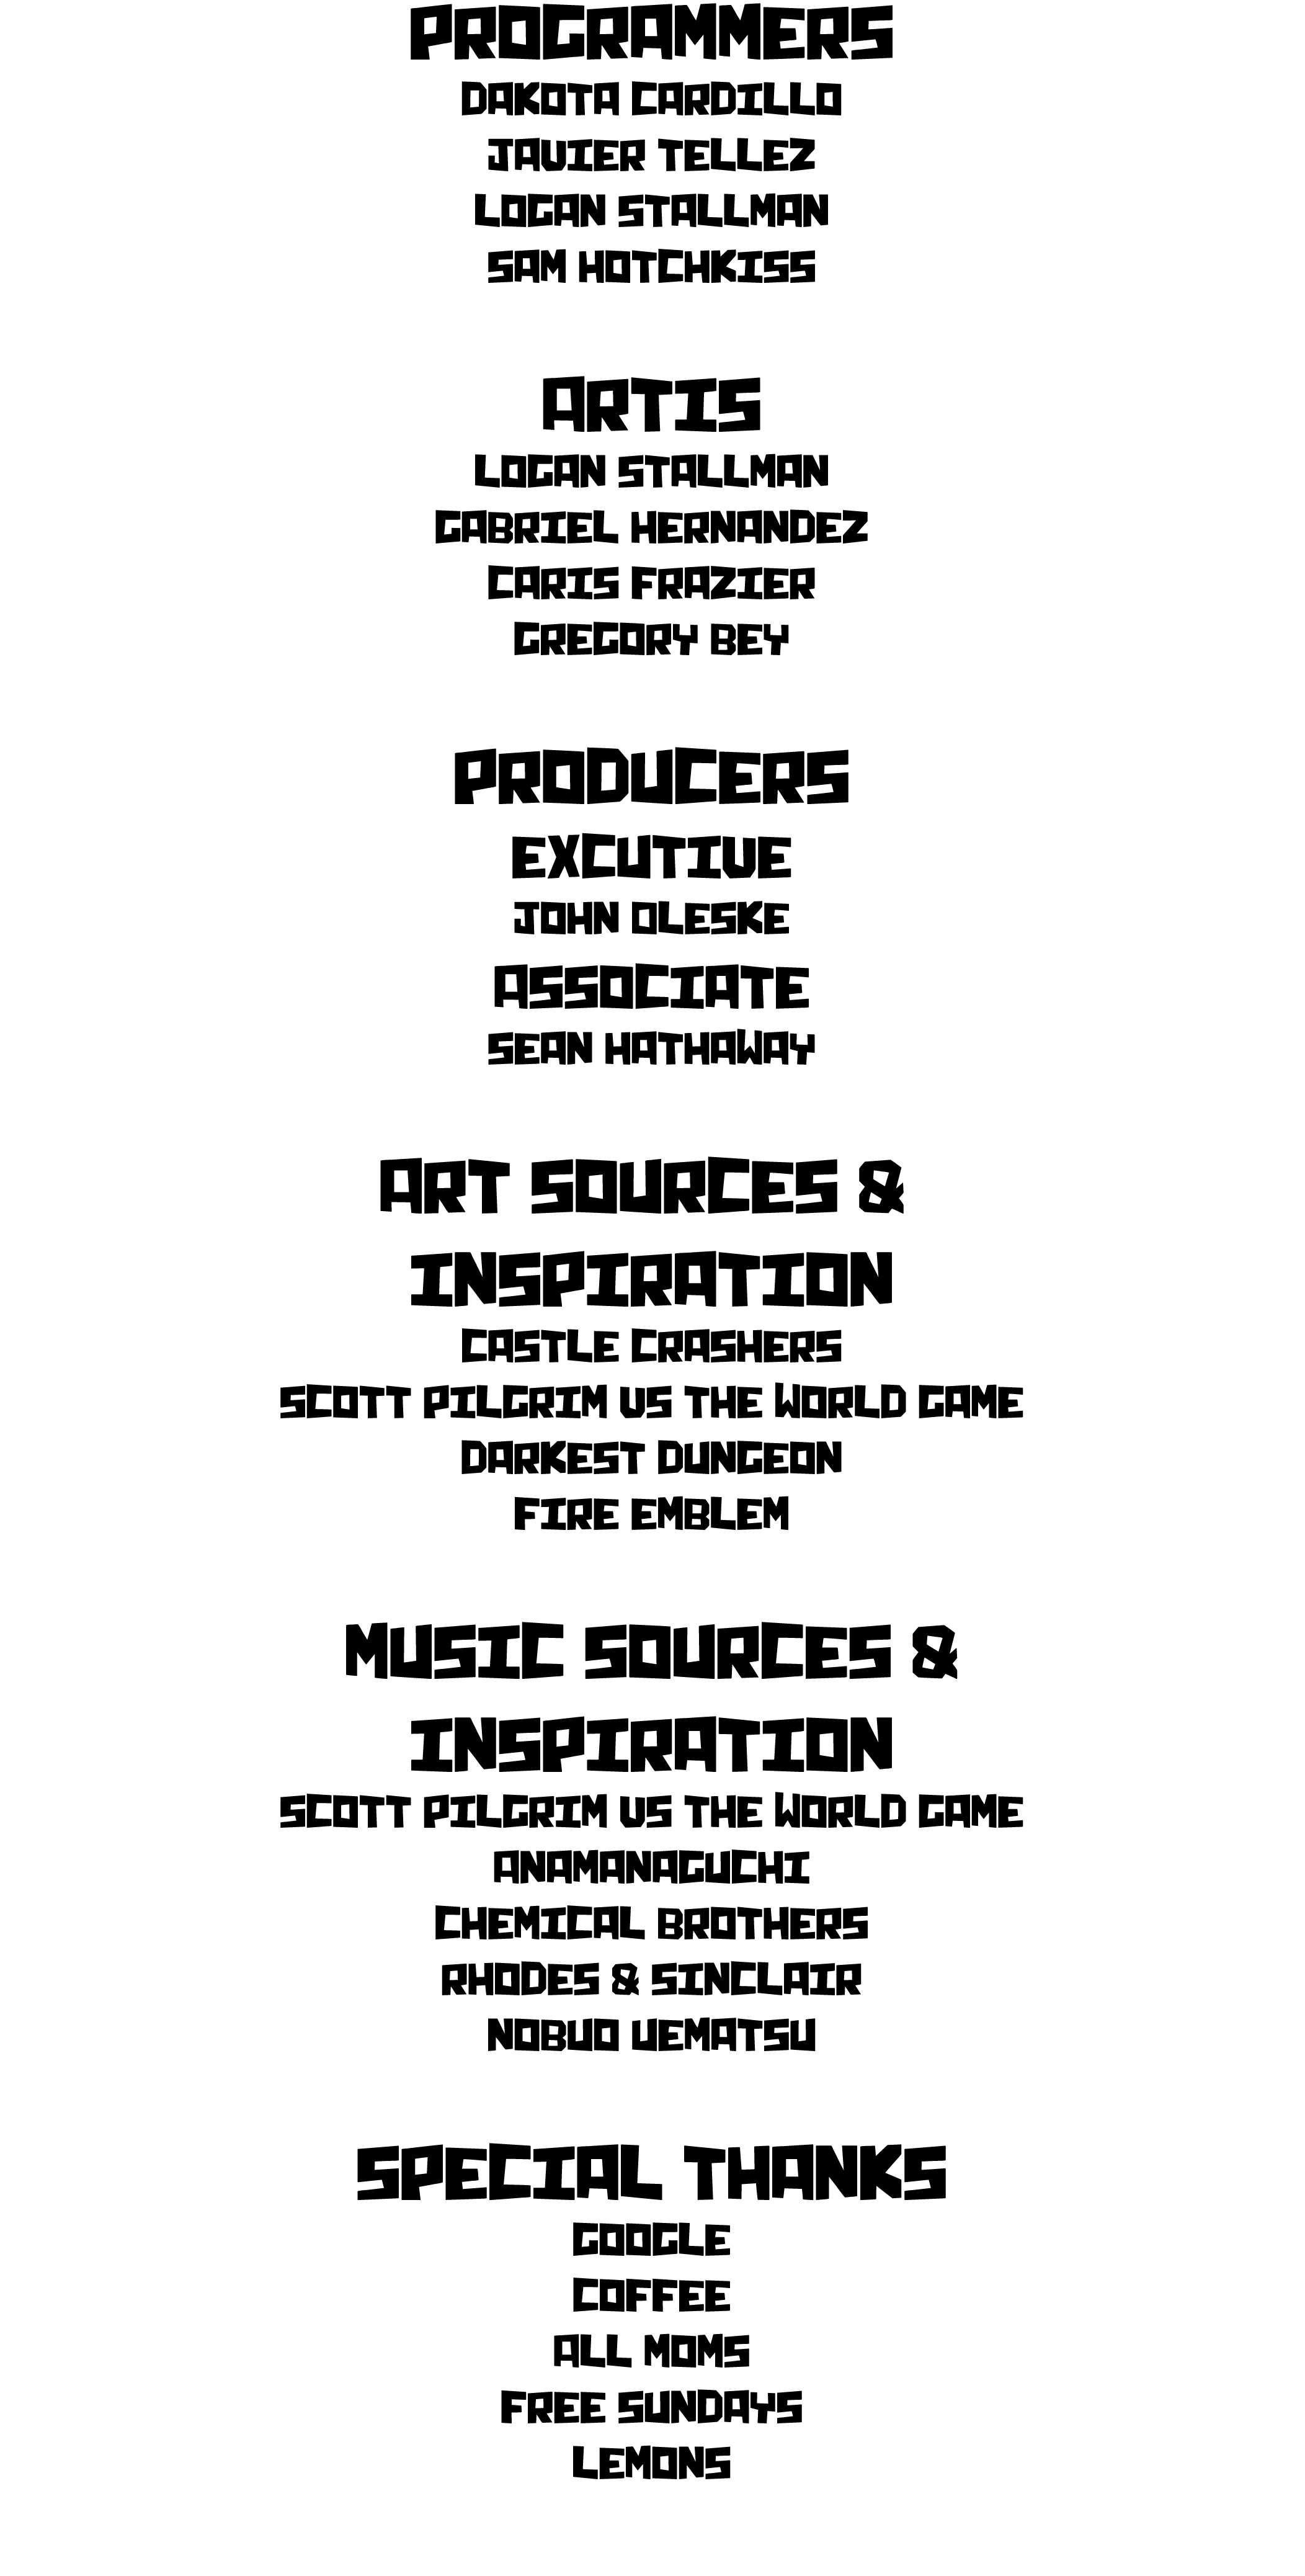 PROGRAMMERS
DAKOTA CARDILLO
JAVIER TELLEZ
LOGAN STALLMAN
SAM HOTCHKISS
ARTIS
LOGAN STALLMAN
GABRIEL HERNANDEZ
CARIS FRAZIER
GREGORY BEY
PRODUCERS
EXCUTIVE
JOHN OLESKE
ASSOCIATE
SEAN HATHAWAY
ART SOURCES &
INSPIRATION
CASTLE CRASHERS
SCOTT PILGRIM VS THE WORLD GAME
DARKEST DUNGEON
FIRE EMBLEM
MUSIC SOURCES &
INSPIRATION
SCOTT PILGRIM VS THE WORLD GAME
ANAMANAGUCHI
CHEMICAL BROTHERS
RHODES & SINCLAIR
NOBUO UEMATSU
SPECIAL THANKS
GOOGLE
COFFEE
ALL MOMS
FREE SUNDAYS
LEMONS